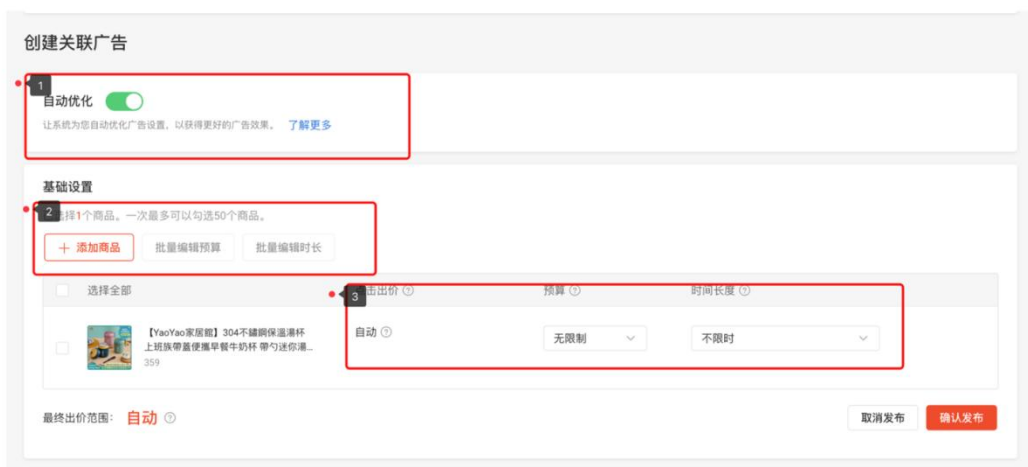 创建关联广告
1
自动优化
让系统为您自动优化广告设置，以获得更好的广告效果。 了解更多
基础设置
2
择1个商品。一次最多可以勾选50个商品。
＋ 添加商品 批量编辑预算 批量编辑时长
选择全部 3 击出价 预算 时间长度
【YaoYao家居館】304不鏽鋼保溫湯杯
上班族帶蓋便攜早餐牛奶杯 帶勺迷你湯...
359
自动 无限制 不限时
最终出价范围： 自动 取消发布 确认发布